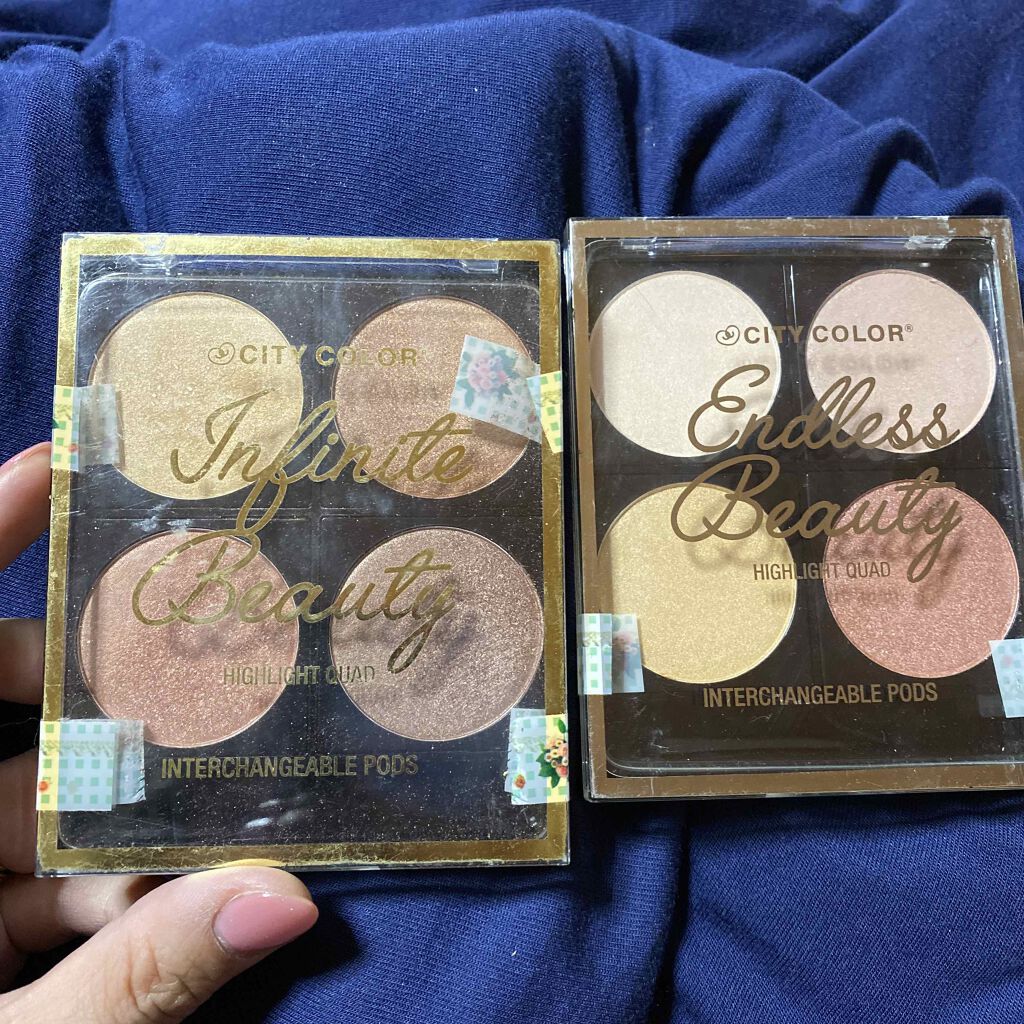 CITY COLOR
Infinite
Beauty
HIGHLIGHT QUAD
INTERCHANGEABLE PODS
CITY COLOR®
Endless
Beauty
HIGHLIGHT QUAD
INTERCHANGEABLE PODS